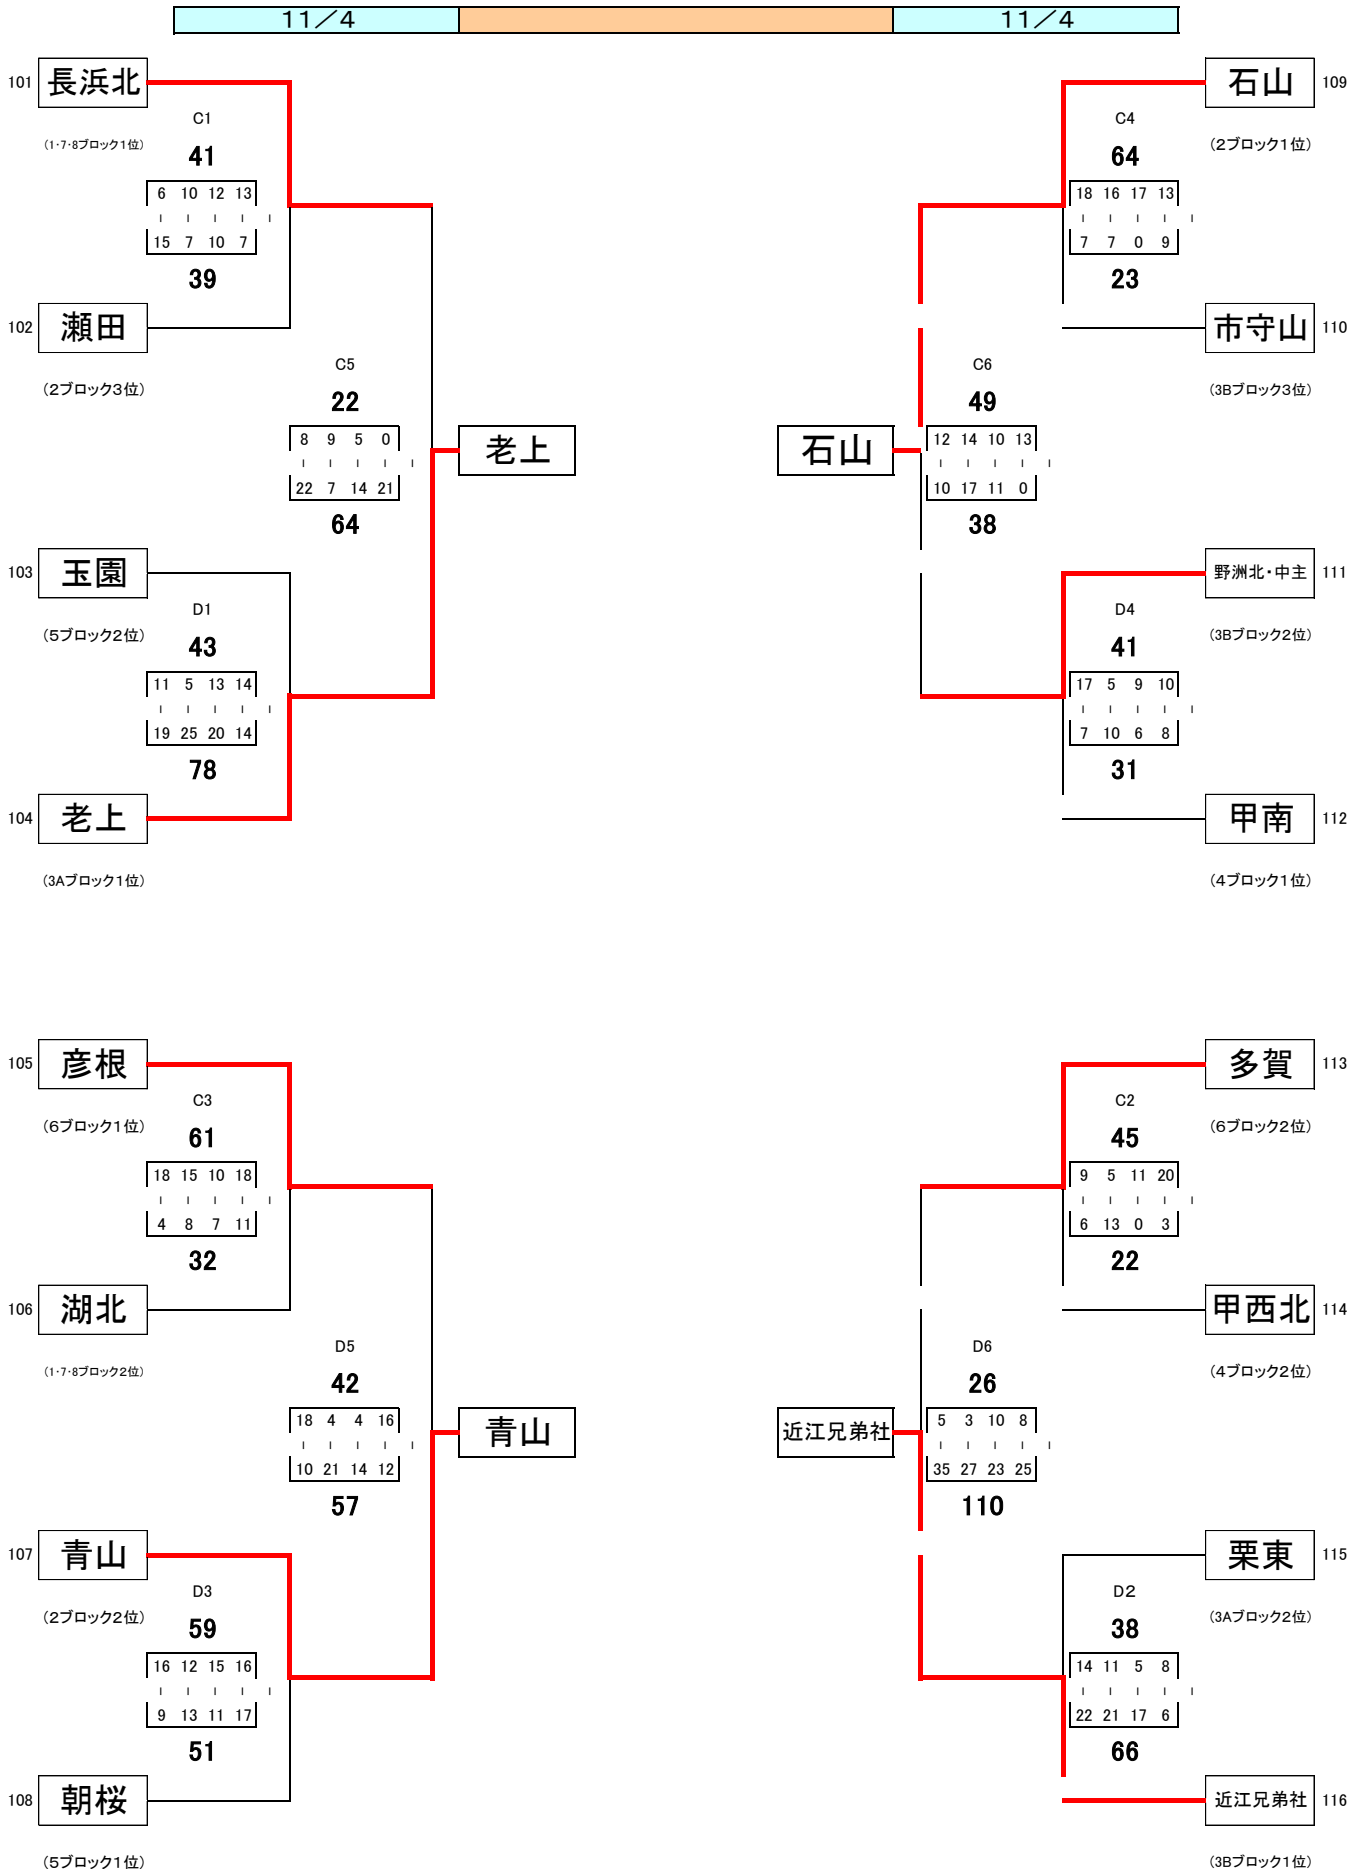 11／4 11／4
101 長浜北 石山 109
C1 C4
(1・7・8ブロック1位) (2ブロック1位)
41 64
6 10 12 13 18 16 17 13
15 7 10 7 7 7 0 9
39 23
102 瀬田 市守山 110
C5 C6
(2ブロック3位) (3Bブロック3位)
22 49
8 9 5 0 12 14 10 13
老上 石山
22 7 14 21 10 17 11 0
64 38
103 玉園 野洲北・中主 111
D1 D4
(5ブロック2位) (3Bブロック2位)
43 41
11 5 13 14 17 5 9 10
19 25 20 14 7 10 6 8
78 31
104 老上 甲南 112
(3Aブロック1位) (4ブロック1位)
105 彦根 多賀 113
C3 C2
(6ブロック1位) (6ブロック2位)
61 45
18 15 10 18 9 5 11 20
4 8 7 11 6 13 0 3
32 22
106 湖北 甲西北 114
D5 D6
(1・7・8ブロック2位) (4ブロック2位)
42 26
18 4 4 16 5 3 10 8
青山 近江兄弟社
10 21 14 12 35 27 23 25
57 110
107 青山 栗東 115
D3 D2
(2ブロック2位) (3Aブロック2位)
59 38
16 12 15 16 14 11 5 8
9 13 11 17 22 21 17 6
51 66
108 朝桜 近江兄弟社 116
(5ブロック1位) (3Bブロック1位)